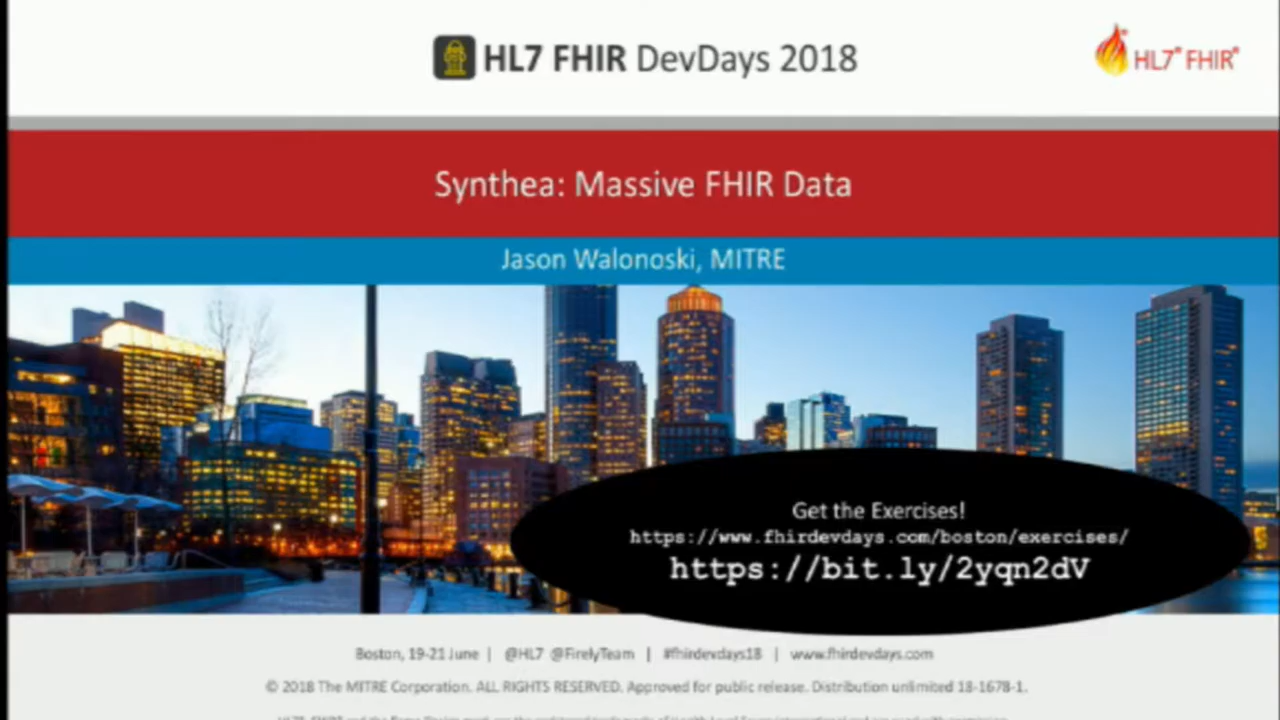 HL7 FHIR DevDays 2018
HL7® FHIR®
Synthea: Massive FHIR Data
Jason Walonoski, MITRE
Get the Exercises!
https://www.fhirdevdays.com/boston/exercises/
https://bit.ly/2yqn2dV
Boston, 19-21 June | @HL7 @FirelyTeam | #fhirdevdays18 | www.fhirdevdays.com
© 2018 The MITRE Corporation. ALL RIGHTS RESERVED. Approved for public release. Distribution unlimited 18-1678-1.